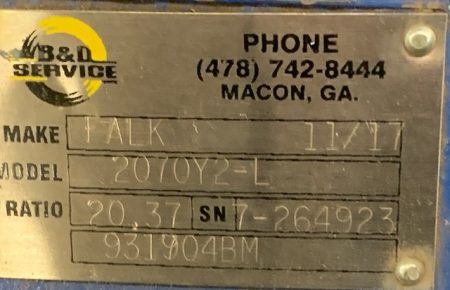 B&D
SERVICE
PHONE
(478) 742-8444
MACON, GA.
MAKE FALK 11/17
MODEL 2070Y2-L
RATIO 20.37 SN 7-264923
931904BM